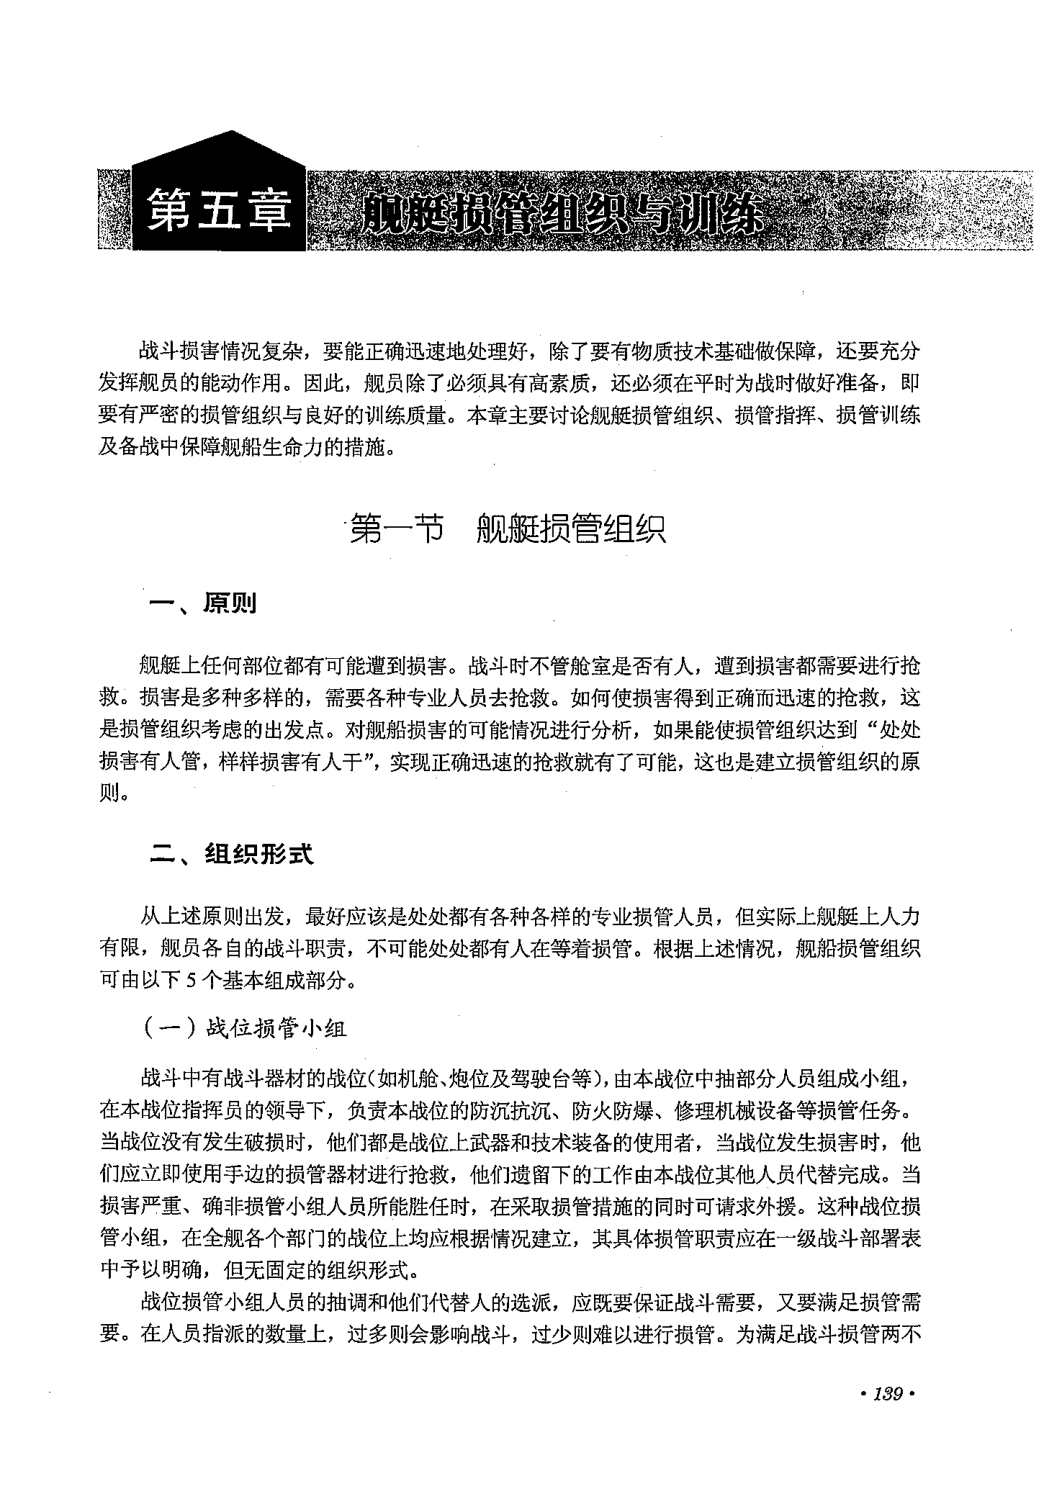 第五章 舰艇损管组织与训练
战斗损害情况复杂，要能正确迅速地处理好，除了要有物质技术基础做保障，还要充分
发挥舰员的能动作用。因此，舰员除了必须具有高素质，还必须在平时为战时做好准备，即
要有严密的损管组织与良好的训练质量。本章主要讨论舰艇损管组织、损管指挥、损管训练
及备战中保障舰船生命力的措施。
第一节 舰艇损管组织
一、原则
舰艇上任何部位都有可能遭到损害。战斗时不管舱室是否有人，遭到损害都需要进行抢
救。损害是多种多样的，需要各种专业人员去抢救。如何使损害得到正确而迅速的抢救，这
是损管组织考虑的出发点。对舰船损害的可能情况进行分析，如果能使损管组织达到“处处
损害有人管，样样损害有人干”，实现正确迅速的抢救就有了可能，这也是建立损管组织的原
则。
二、组织形式
从上述原则出发，最好应该是处处都有各种各样的专业损管人员，但实际上舰艇上人力
有限，舰员各自的战斗职责，不可能处处都有人在等着损管。根据上述情况，舰船损管组织
可由以下5个基本组成部分。
（一）战位损管小组
战斗中有战斗器材的战位（如机舱、炮位及驾驶台等），由本战位中抽部分人员组成小组，
在本战位指挥员的领导下，负责本战位的防沉抗沉、防火防爆、修理机械设备等损管任务。
当战位没有发生破损时，他们都是战位上武器和技术装备的使用者，当战位发生损害时，他
们应立即使用手边的损管器材进行抢救，他们遗留下的工作由本战位其他人员代替完成。当
损害严重、确非损管小组人员所能胜任时，在采取损管措施的同时可请求外援。这种战位损
管小组，在全舰各个部门的战位上均应根据情况建立，其具体损管职责应在一级战斗部署表
中予以明确，但无固定的组织形式。
战位损管小组人员的抽调和他们代替人的选派，应既要保证战斗需要，又要满足损管需
要。在人员指派的数量上，过多则会影响战斗，过少则难以进行损管。为满足战斗损管两不
·139·